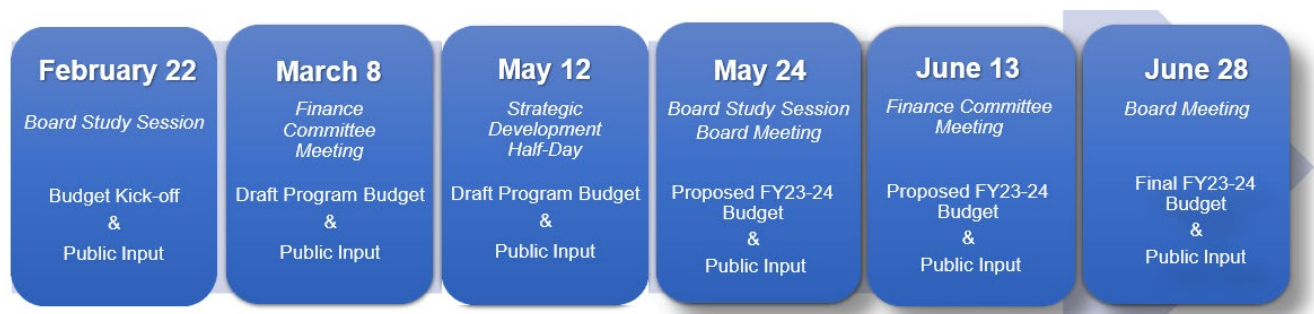 February 22
Board Study Session
Budget Kick-off
&
Public Input
March 8
Finance
Committee
Meeting
Draft Program Budget
&
Public Input
May 12
Strategic
Development
Half-Day
Draft Program Budget
&
Public Input
May 24
Board Study Session
Board Meeting
Proposed FY23-24
Budget
&
Public Input
June 13
Finance Committee
Meeting
Proposed FY23-24
Budget
&
Public Input
June 28
Board Meeting
Final FY23-24
Budget
&
Public Input